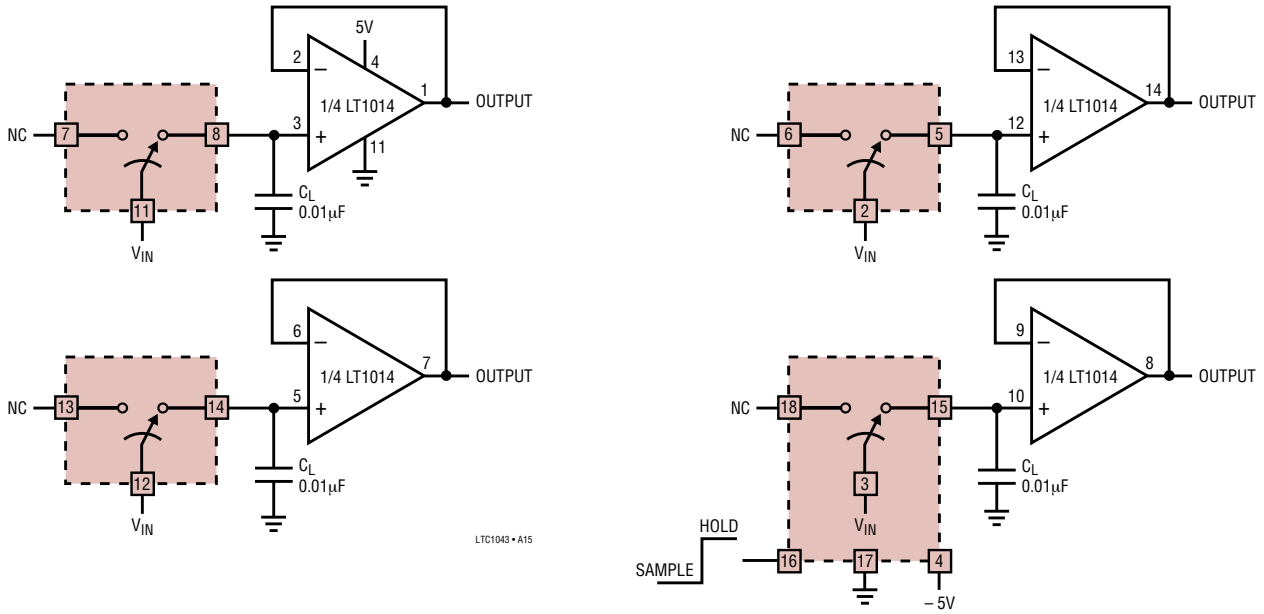 5V
2
4
−
1
OUTPUT
1/4 LT1014
NC
7
8
3
+
11
11
C_L
0.01µF
V_IN
13
−
14
OUTPUT
1/4 LT1014
NC
6
5
12
+
2
C_L
0.01µF
V_IN
6
−
7
OUTPUT
1/4 LT1014
NC
13
14
5
+
12
C_L
0.01µF
V_IN
LTC1043 • A15
9
−
8
OUTPUT
1/4 LT1014
NC
18
15
10
+
3
C_L
0.01µF
V_IN
HOLD
SAMPLE
16
17
4
– 5V